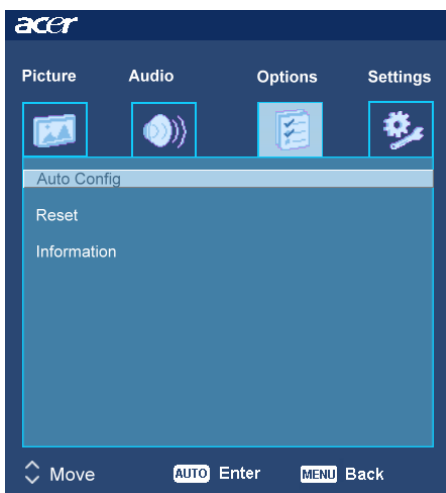 acer
Picture Audio Options Settings
Auto Config
Reset
Information
Move AUTO Enter MENU Back